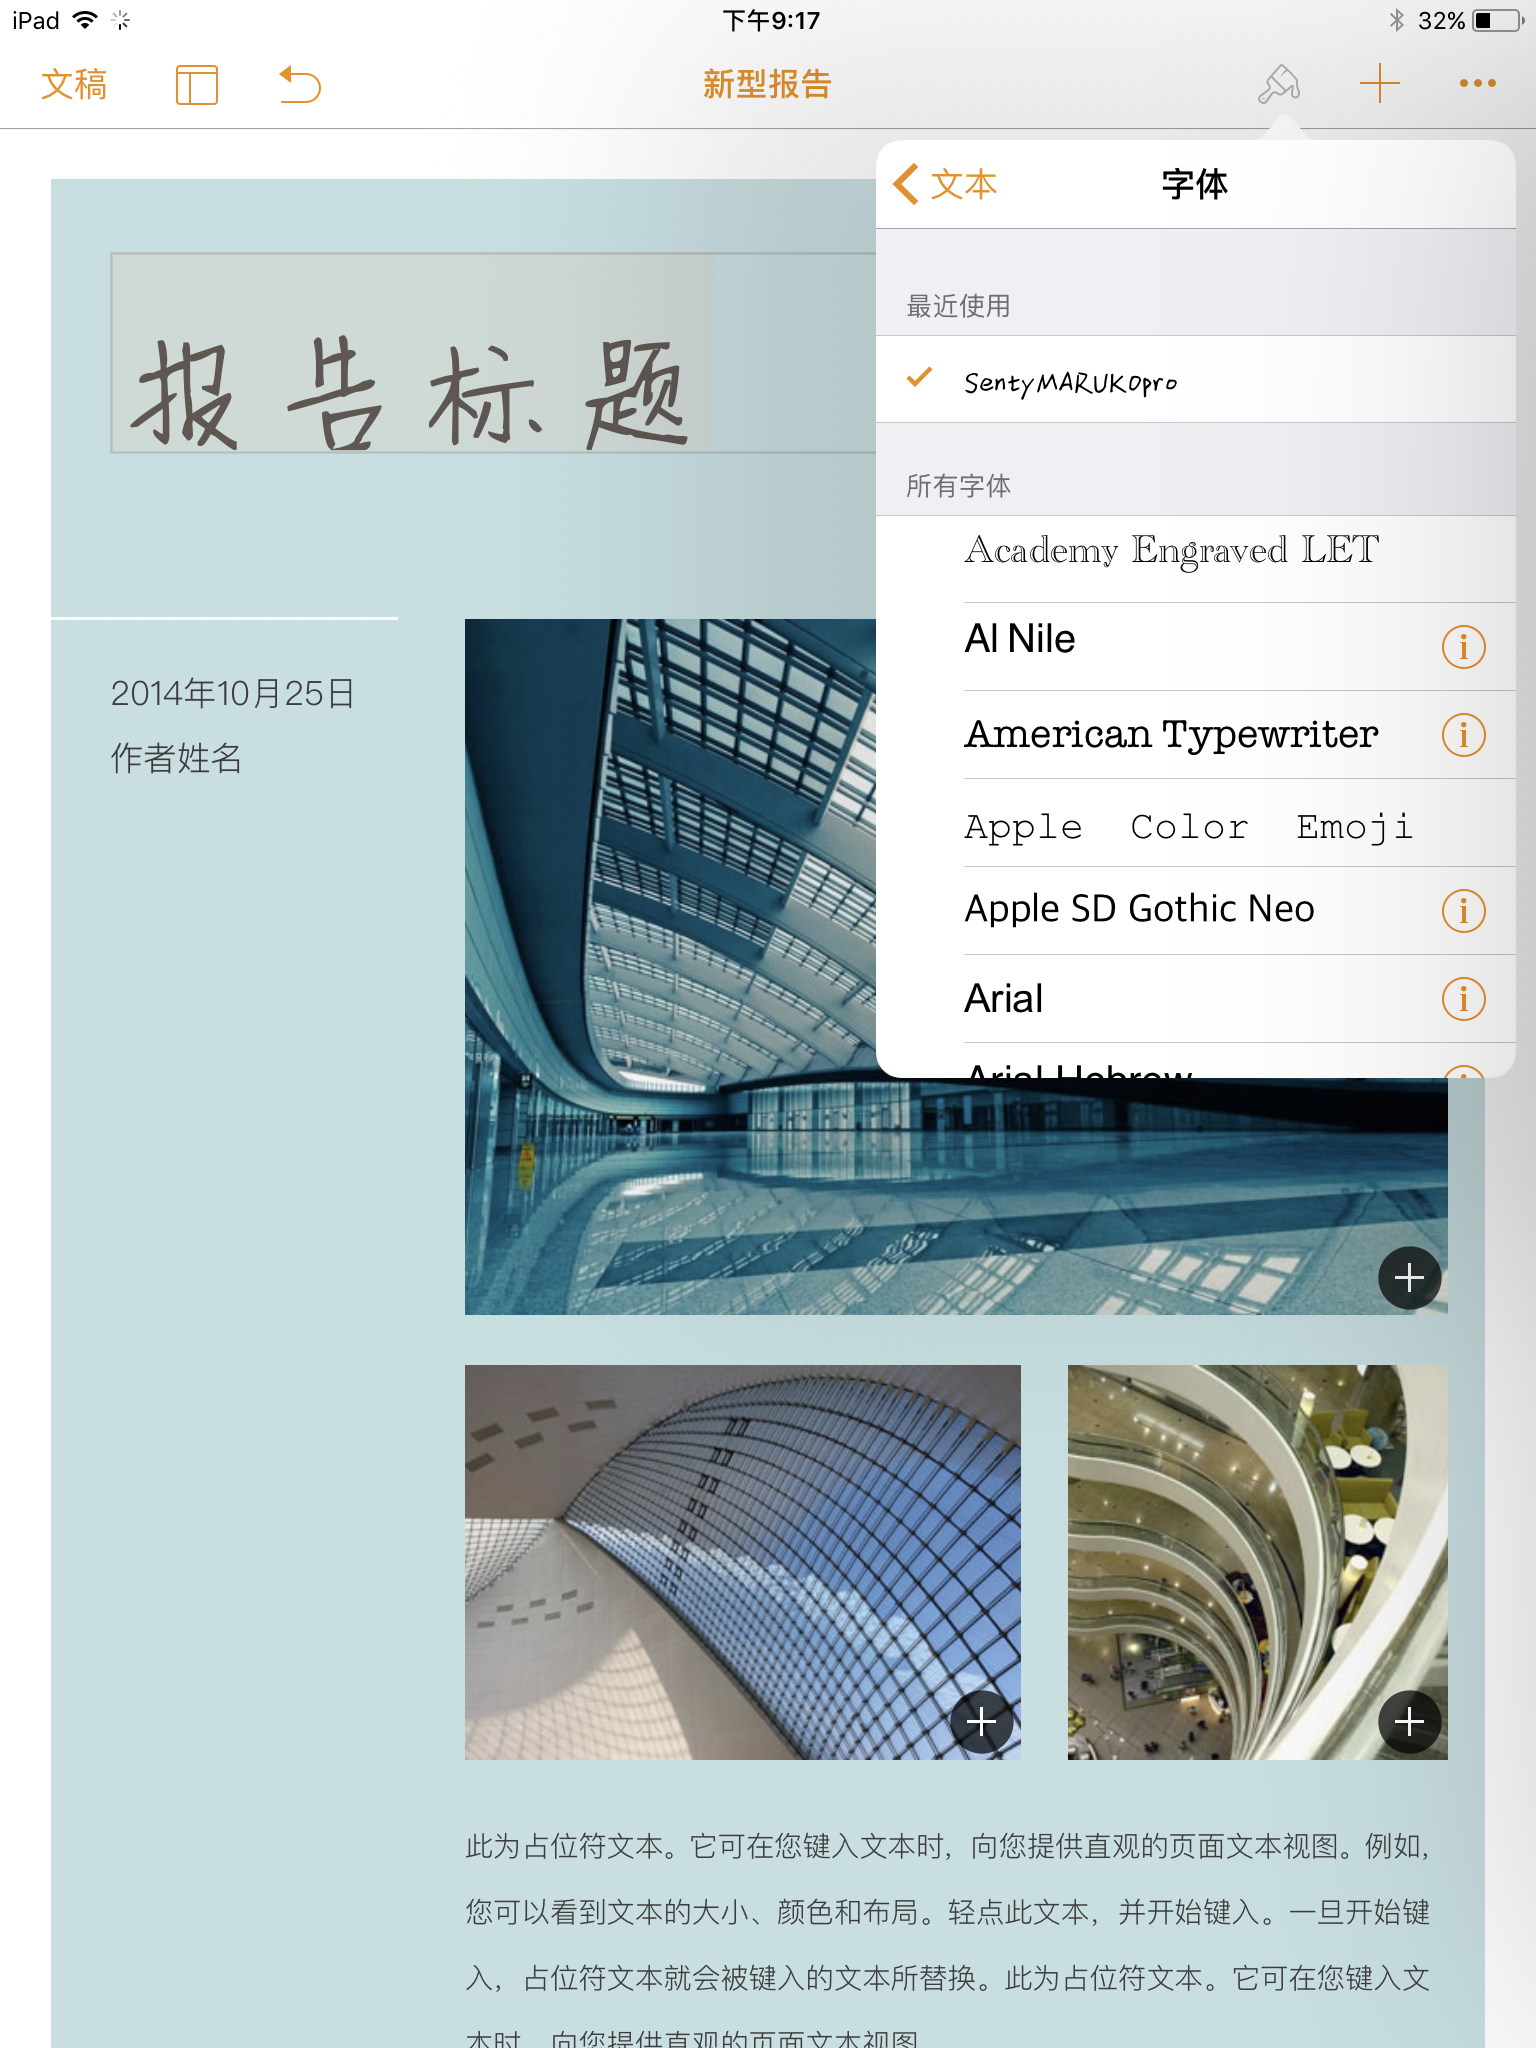 iPad 下午9:17 32%
文稿 新型报告
文本 字体
最近使用
SentyMARUKOpro
所有字体
Academy Engraved LET
Al Nile
American Typewriter
Apple Color Emoji
Apple SD Gothic Neo
Arial
Arial Hebrew
报告标题
2014年10月25日
作者姓名
此为占位符文本。它可在您键入文本时，向您提供直观的页面文本视图。例如，
您可以看到文本的大小、颜色和布局。轻点此文本，并开始键入。一旦开始键
入，占位符文本就会被键入的文本所替换。此为占位符文本。它可在您键入文
本时，向您提供直观的页面文本视图。